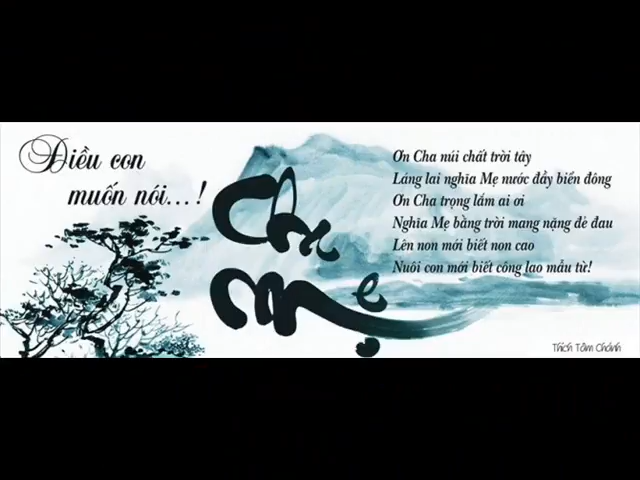 Điều con
muốn nói...!
Cha
Mẹ
Ơn Cha núi chất trời tây
Láng lai nghĩa Mẹ nước đầy biển đông
Ơn Cha trọng lắm ai ơi
Nghĩa Mẹ bằng trời mang nặng đẻ đau
Lên non mới biết non cao
Nuôi con mới biết công lao mẫu từ!
Thích Tâm Chánh